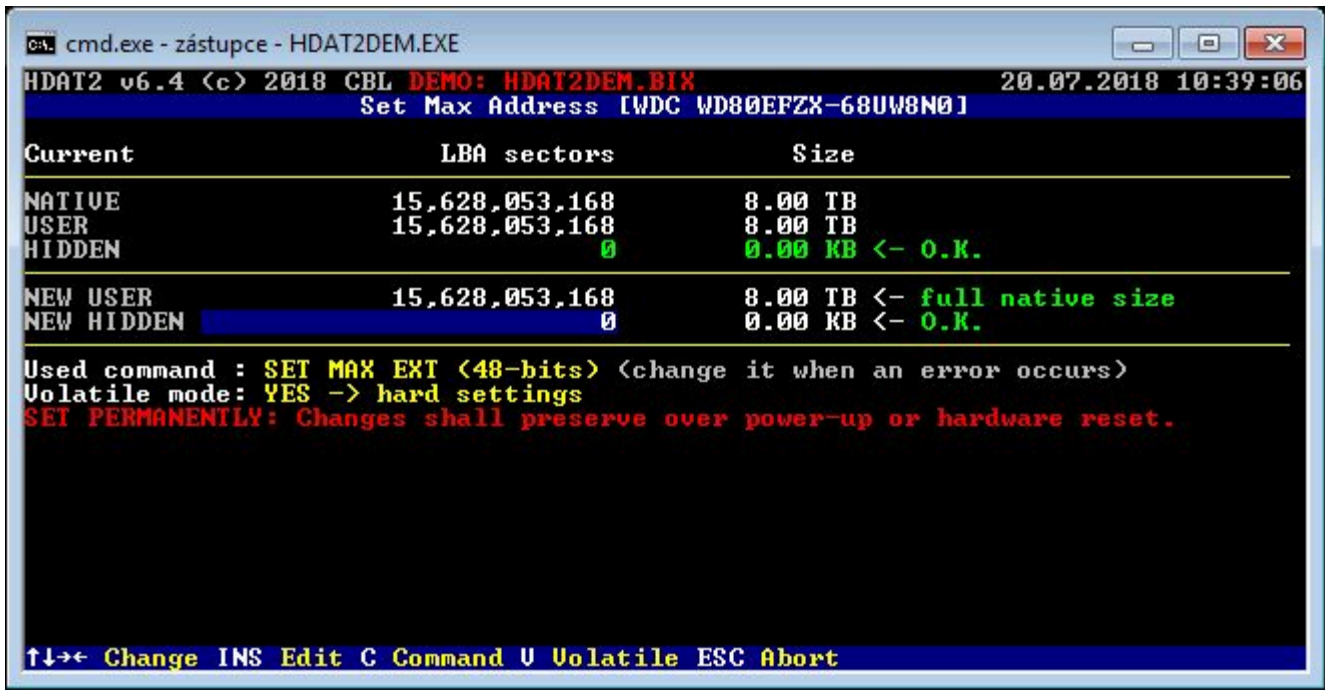 cmd.exe - zástupce - HDAT2DEM.EXE
HDAT2 v6.4 (c) 2018 CBL DEMO: HDAT2DEM.BIX 20.07.2018 10:39:06
Set Max Address [WDC WD80EFZX-68UW8N0]
Current LBA sectors Size
NATIVE 15,628,053,168 8.00 TB
USER 15,628,053,168 8.00 TB
HIDDEN 0 0.00 KB <- O.K.
NEW USER 15,628,053,168 8.00 TB <- full native size
NEW HIDDEN 0 0.00 KB <- O.K.
Used command : SET MAX EXT (48-bits) (change it when an error occurs)
Volatile mode: YES -> hard settings
SET PERMANENTLY: Changes shall preserve over power-up or hardware reset.
↑↓→← Change INS Edit C Command V Volatile ESC Abort